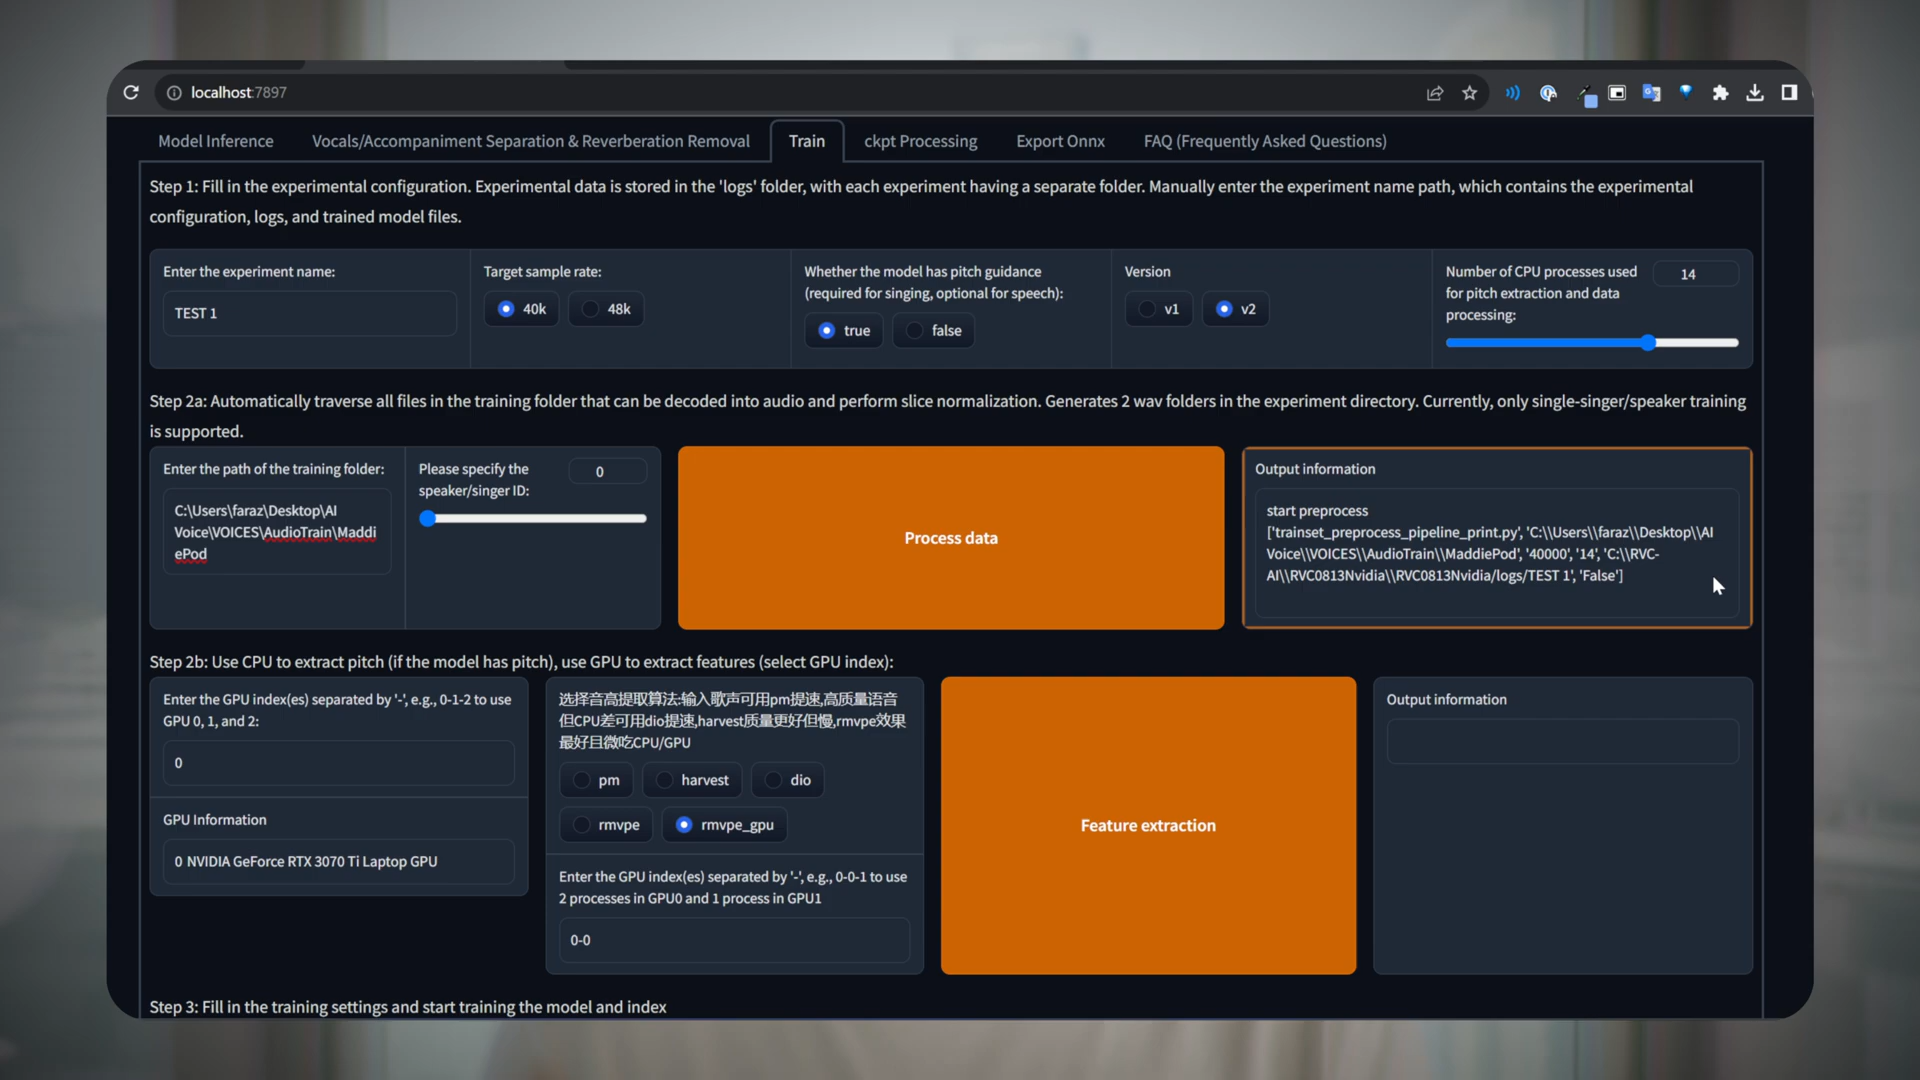 localhost:7897
Model Inference
Vocals/Accompaniment Separation & Reverberation Removal
Train
ckpt Processing
Export Onnx
FAQ (Frequently Asked Questions)
Step 1: Fill in the experimental configuration. Experimental data is stored in the 'logs' folder, with each experiment having a separate folder. Manually enter the experiment name path, which contains the experimental
configuration, logs, and trained model files.
Enter the experiment name:
TEST 1
Target sample rate:
40k
48k
Whether the model has pitch guidance
(required for singing, optional for speech):
true
false
Version
v1
v2
Number of CPU processes used
for pitch extraction and data
processing:
14
Step 2a: Automatically traverse all files in the training folder that can be decoded into audio and perform slice normalization. Generates 2 wav folders in the experiment directory. Currently, only single-singer/speaker training
is supported.
Enter the path of the training folder:
C:\Users\faraz\Desktop\AI
Voice\VOICES\AudioTrain\Maddi
ePod
Please specify the
speaker/singer ID:
0
Process data
Output information
start preprocess
['trainset_preprocess_pipeline_print.py', 'C:\\Users\\faraz\\Desktop\\AI
Voice\\VOICES\\AudioTrain\\MaddiePod', '40000', '14', 'C:\\RVC-
AI\\RVC0813Nvidia\\RVC0813Nvidia/logs/TEST 1', 'False']
Step 2b: Use CPU to extract pitch (if the model has pitch), use GPU to extract features (select GPU index):
Enter the GPU index(es) separated by '-', e.g., 0-1-2 to use
GPU 0, 1, and 2:
0
GPU Information
0 NVIDIA GeForce RTX 3070 Ti Laptop GPU
选择音高提取算法:输入歌声可用pm提速,高质量语音
但CPU差可用dio提速,harvest质量更好但慢,rmvpe效果
最好且微吃CPU/GPU
pm
harvest
dio
rmvpe
rmvpe_gpu
Enter the GPU index(es) separated by '-', e.g., 0-0-1 to use
2 processes in GPU0 and 1 process in GPU1
0-0
Feature extraction
Output information
Step 3: Fill in the training settings and start training the model and index